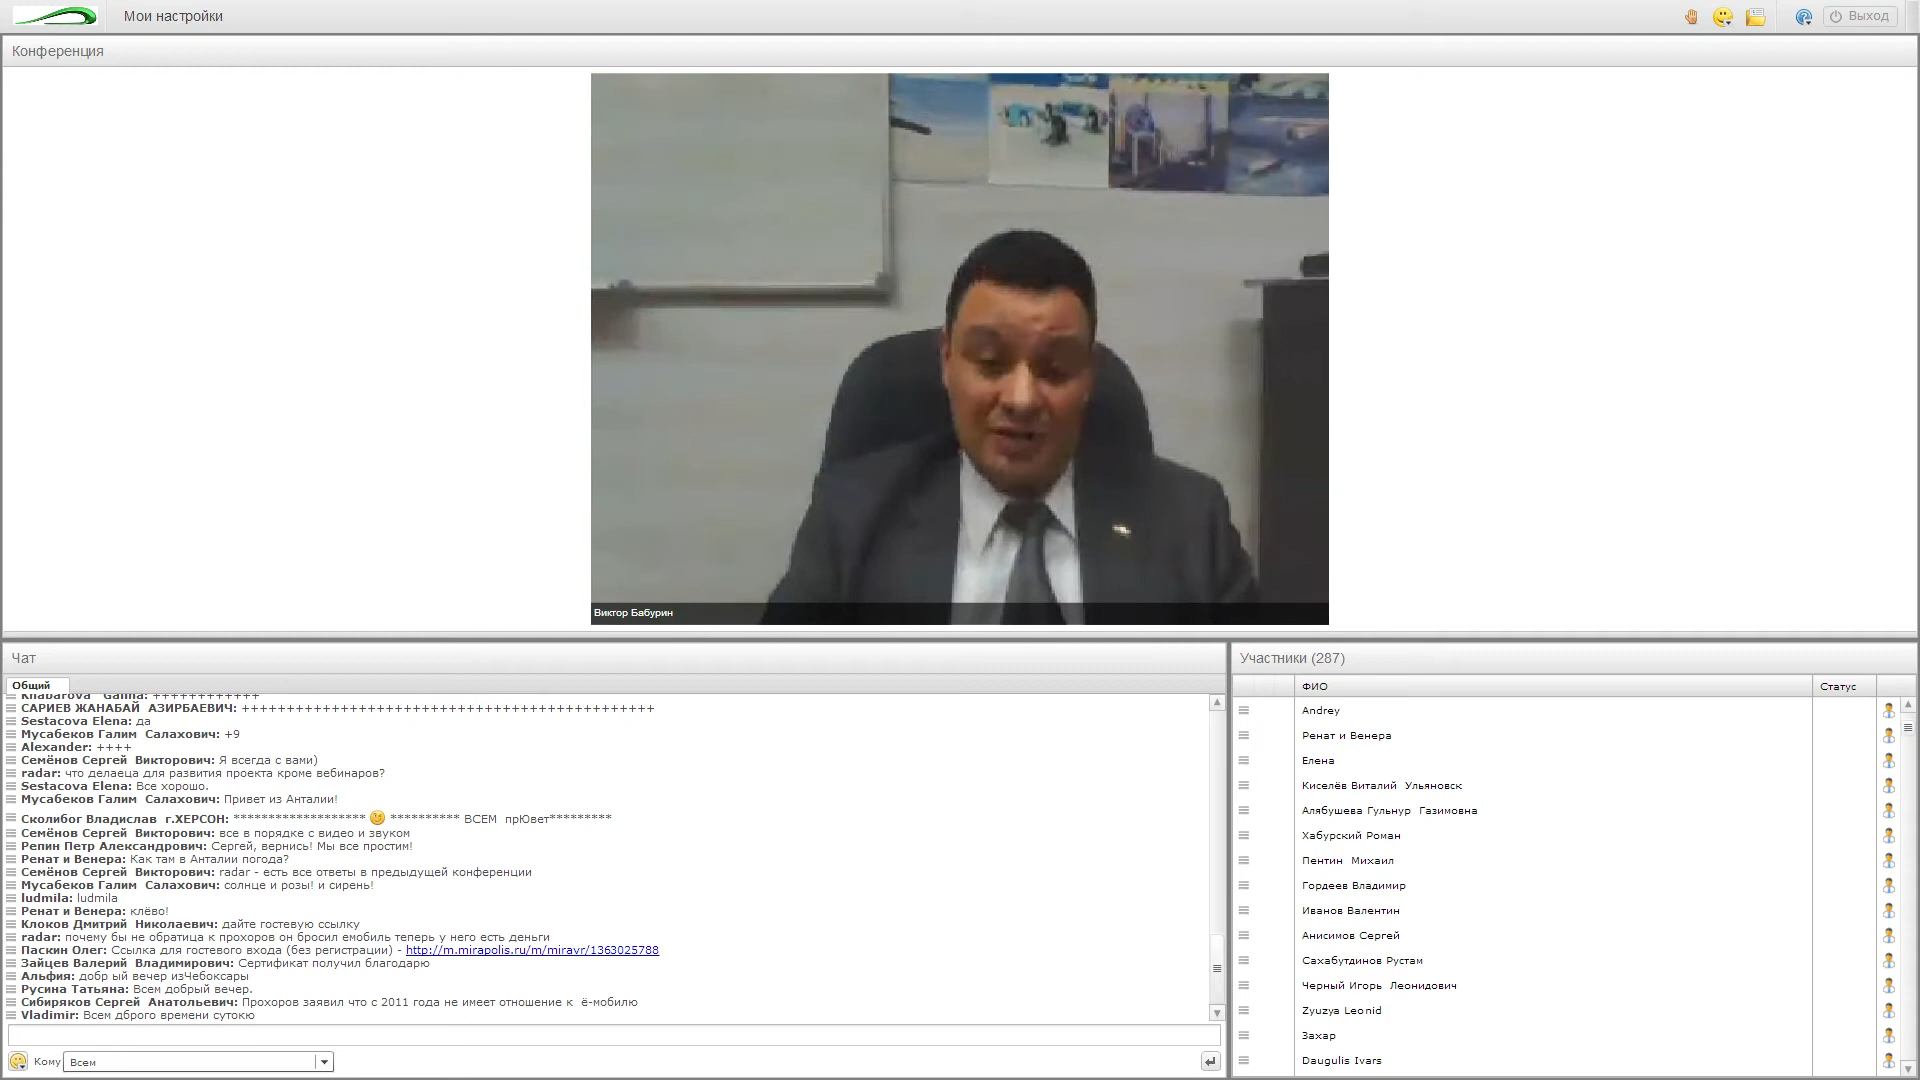 Мои настройки
Выход
Конференция
Виктор Бабурин
Чат
Общий
Khabarova Galina: ++++++++++++
САРИЕВ ЖАНАБАЙ АЗИРБАЕВИЧ: ++++++++++++++++++++++++++++++++++++++++++++++
Sestacova Elena: да
Мусабеков Галим Салахович: +9
Alexander: ++++
Семёнов Сергей Викторович: Я всегда с вами)
radar: что делаеца для развития проекта кроме вебинаров?
Sestacova Elena: Все хорошо.
Мусабеков Галим Салахович: Привет из Анталии!
Сколибог Владислав г.ХЕРСОН: ******************* ********** ВСЕМ прЮвет*********
Семёнов Сергей Викторович: все в порядке с видео и звуком
Репин Петр Александрович: Сергей, вернись! Мы все простим!
Ренат и Венера: Как там в Анталии погода?
Семёнов Сергей Викторович: radar - есть все ответы в предыдущей конференции
Мусабеков Галим Салахович: солнце и розы! и сирень!
ludmila: ludmila
Ренат и Венера: клёво!
Клоков Дмитрий Николаевич: дайте гостевую ссылку
radar: почему бы не обратица к прохоров он бросил емобиль теперь у него есть деньги
Паскин Олег: Ссылка для гостевого входа (без регистрации) - http://m.mirapolis.ru/m/miravr/1363025788
Зайцев Валерий Владимирович: Сертификат получил благодарю
Альфия: добр ый вечер изЧебоксары
Русина Татьяна: Всем добрый вечер.
Сибиряков Сергей Анатольевич: Прохоров заявил что с 2011 года не имеет отношение к ё-мобилю
Vladimir: Всем дброго времени сутокю
Кому
Всем
Участники (287)
ФИО
Статус
Andrey
Ренат и Венера
Елена
Киселёв Виталий Ульяновск
Алябушева Гульнур Газимовна
Хабурский Роман
Пентин Михаил
Гордеев Владимир
Иванов Валентин
Анисимов Сергей
Сахабутдинов Рустам
Черный Игорь Леонидович
Zyuzya Leonid
Захар
Daugulis Ivars